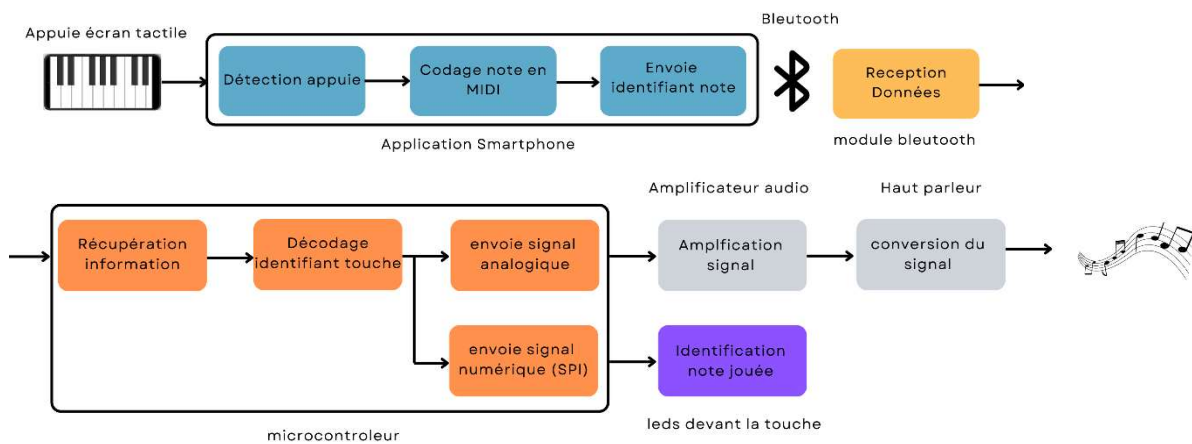 Appuie écran tactile
Bleutooth
Détection appuie
Codage note en
MIDI
Envoie
identifiant note
Reception
Données
Application Smartphone
module bleutooth
Amplificateur audio
Haut parleur
Récupération
information
Décodage
identifiant touche
envoie signal
analogique
Amplfication
signal
conversion du
signal
envoie signal
numérique (SPI)
Identification
note jouée
leds devant la touche
microcontroleur